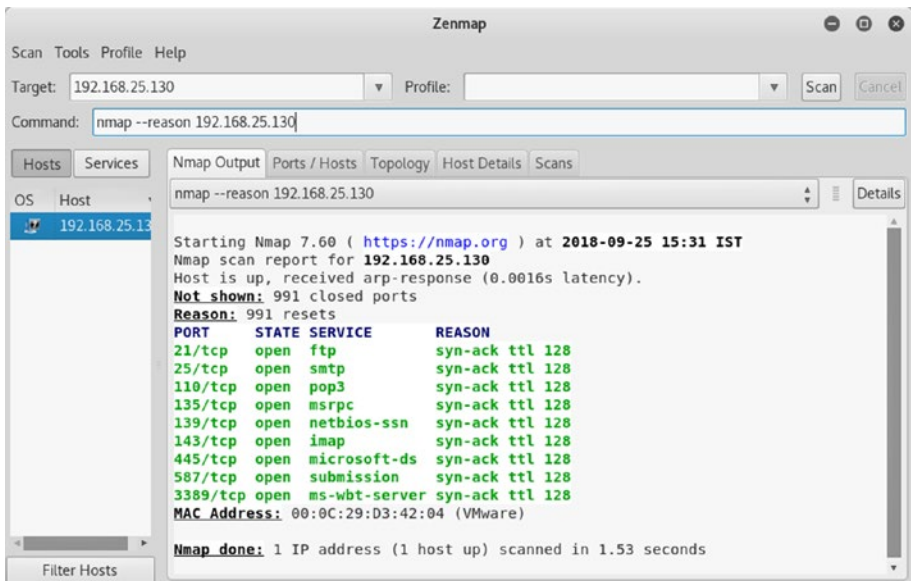 Zenmap
Scan Tools Profile Help
Target: 192.168.25.130 Profile: Scan Cancel
Command: nmap --reason 192.168.25.130
Hosts Services Nmap Output Ports / Hosts Topology Host Details Scans
OS Host nmap --reason 192.168.25.130 Details
192.168.25.13
Starting Nmap 7.60 ( https://nmap.org ) at 2018-09-25 15:31 IST
Nmap scan report for 192.168.25.130
Host is up, received arp-response (0.0016s latency).
Not shown: 991 closed ports
Reason: 991 resets
PORT STATE SERVICE REASON
21/tcp open ftp syn-ack ttl 128
25/tcp open smtp syn-ack ttl 128
110/tcp open pop3 syn-ack ttl 128
135/tcp open msrpc syn-ack ttl 128
139/tcp open netbios-ssn syn-ack ttl 128
143/tcp open imap syn-ack ttl 128
445/tcp open microsoft-ds syn-ack ttl 128
587/tcp open submission syn-ack ttl 128
3389/tcp open ms-wbt-server syn-ack ttl 128
MAC Address: 00:0C:29:D3:42:04 (VMware)
Nmap done: 1 IP address (1 host up) scanned in 1.53 seconds
Filter Hosts